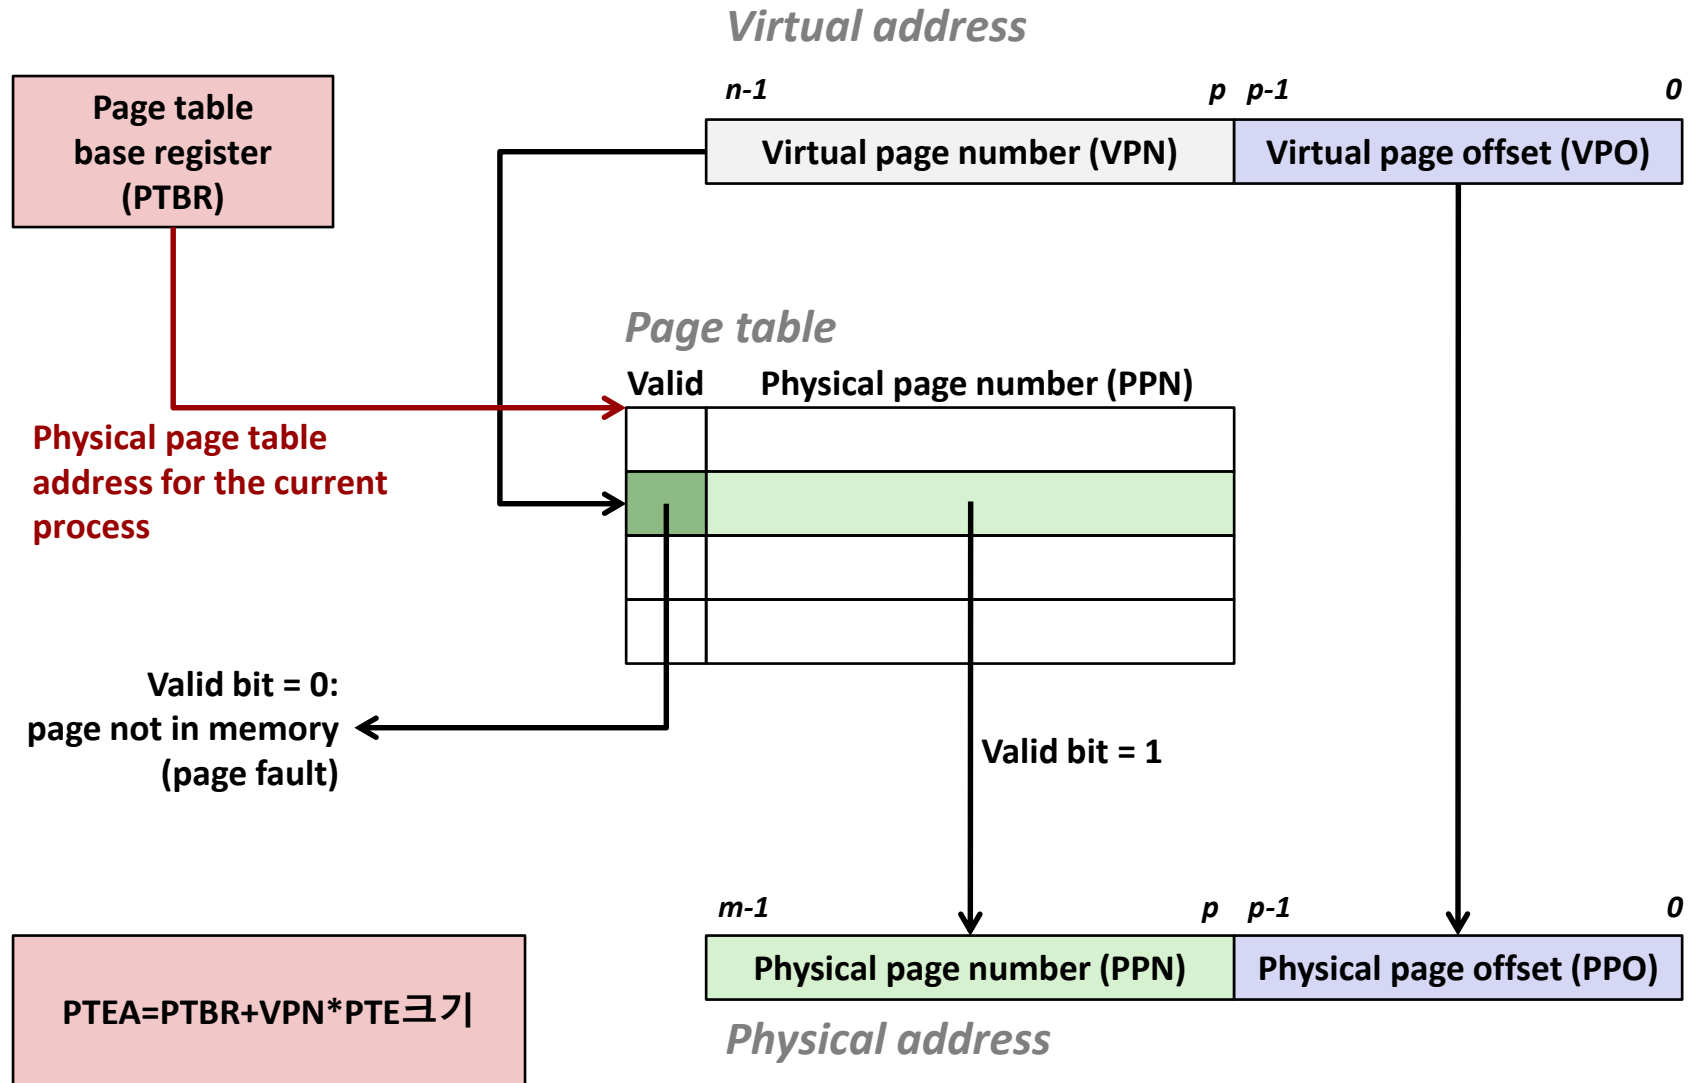 Virtual address
n-1 p p-1 0
Page table
base register
(PTBR)
Virtual page number (VPN) Virtual page offset (VPO)
Page table
Valid Physical page number (PPN)
Physical page table
address for the current
process
Valid bit = 0:
page not in memory
(page fault)
Valid bit = 1
m-1 p p-1 0
Physical page number (PPN) Physical page offset (PPO)
PTEA=PTBR+VPN*PTE크기
Physical address